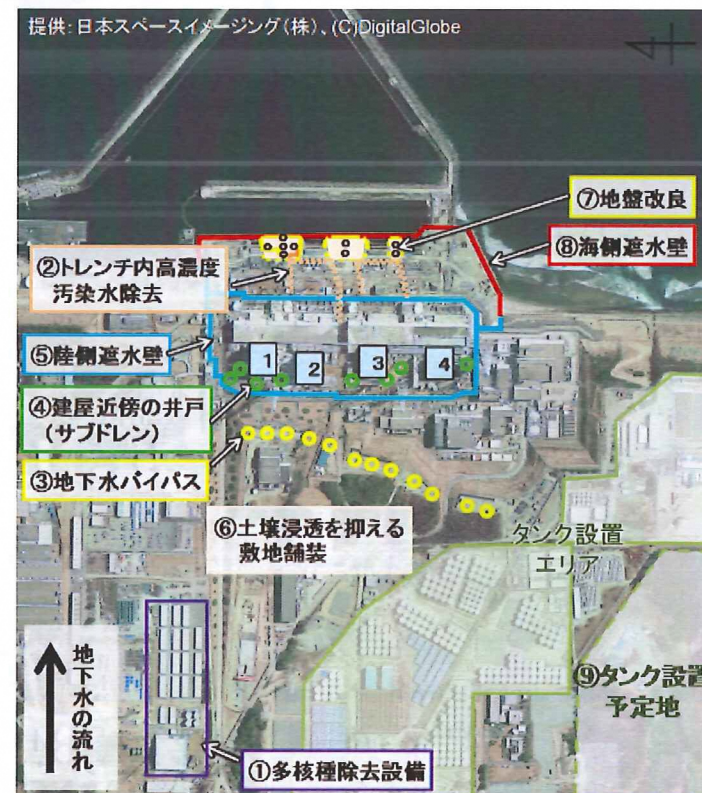 提供:日本スペースイメージング(株)、(C)DigitalGlobe
⑦地盤改良
⑧海側遮水壁
②トレンチ内高濃度
汚染水除去
⑤陸側遮水壁
1
2
3
4
④建屋近傍の井戸
(サブドレン)
③地下水バイパス
⑥土壌浸透を抑える
敷地舗装
タンク設置
エリア
地下水の流れ
⑨タンク設置
予定地
①多核種除去設備